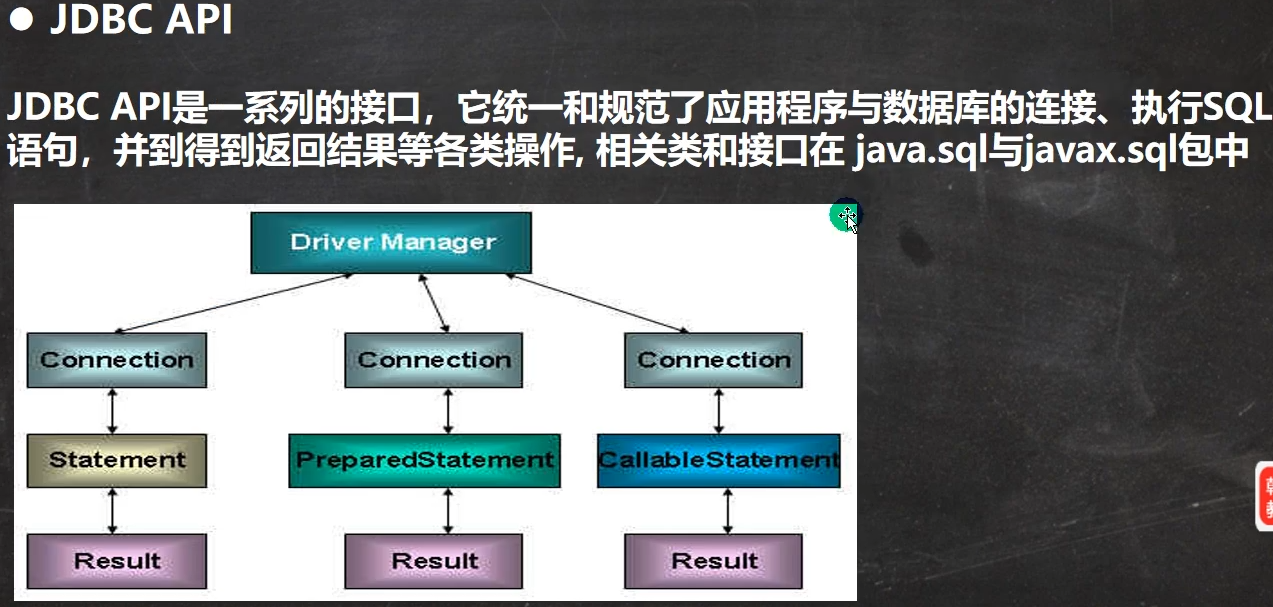 ● JDBC API
JDBC API是一系列的接口，它统一和规范了应用程序与数据库的连接、执行SQL
语句，并到得到返回结果等各类操作, 相关类和接口在 java.sql与javax.sql包中
Driver Manager
Connection
Connection
Connection
Statement
PreparedStatement
CallableStatement
Result
Result
Result